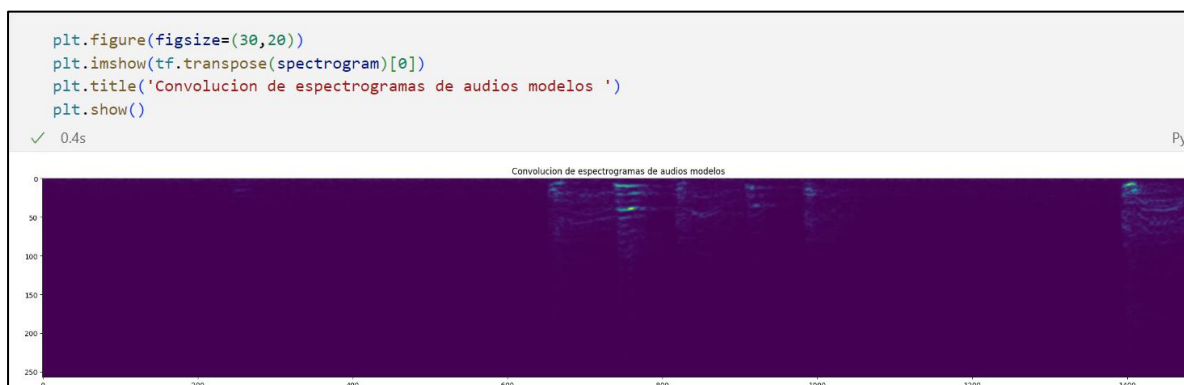 plt.figure(figsize=(30,20))
plt.imshow(tf.transpose(spectrogram)[0])
plt.title('Convolucion de espectrogramas de audios modelos ')
plt.show()
✓ 0.4s Py
Convolucion de espectrogramas de audios modelos
0
50
100
150
200
250
0 200 400 600 800 1000 1200 1400